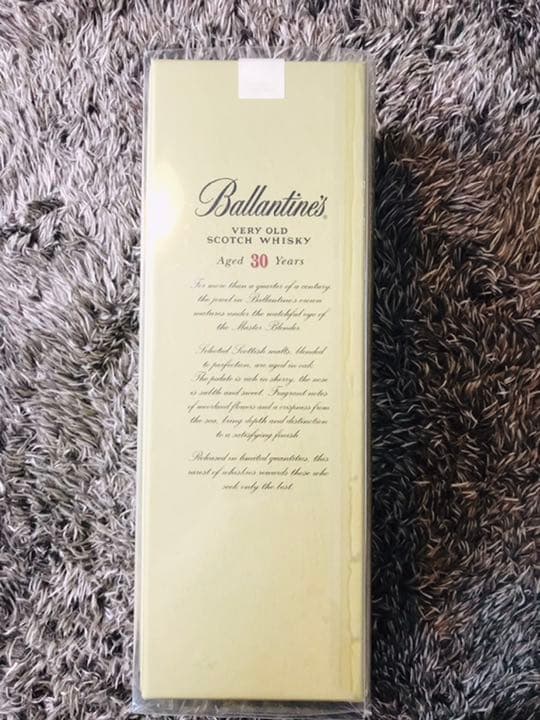 Ballantine's®
VERY OLD
SCOTCH WHISKY
Aged 30 Years
For more than a quarter of a century
the jewel in Ballantine's crown
matures under the watchful eye of
the Master Blender.
Selected Scottish malts, blended
to perfection, are aged in oak.
The palate is rich in sherry, the nose
is subtle and sweet. Fragrant notes
of moorland flowers and a crispness from
the sea, bring depth and distinction
to a satisfying finish.
Released in limited quantities, this
rarest of whiskies rewards those who
seek only the best.